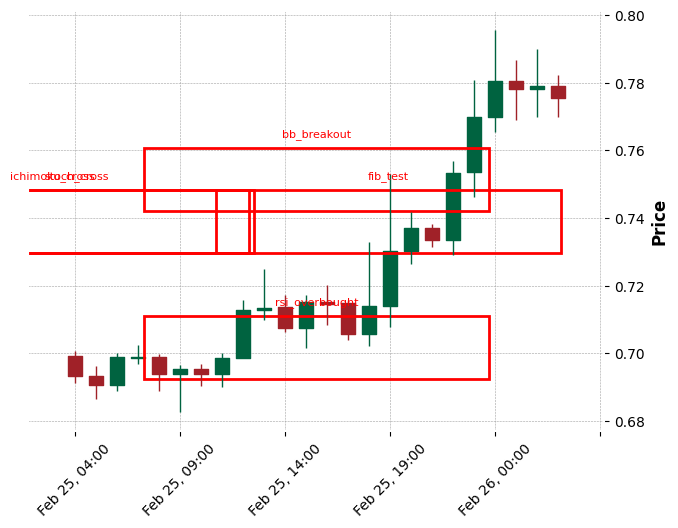 0.80
0.78
0.76
0.74
0.72
0.70
0.68
Price
bb_breakout
fib_test
rsi_overbought
Feb 25, 04:00
Feb 25, 09:00
Feb 25, 14:00
Feb 25, 19:00
Feb 26, 00:00